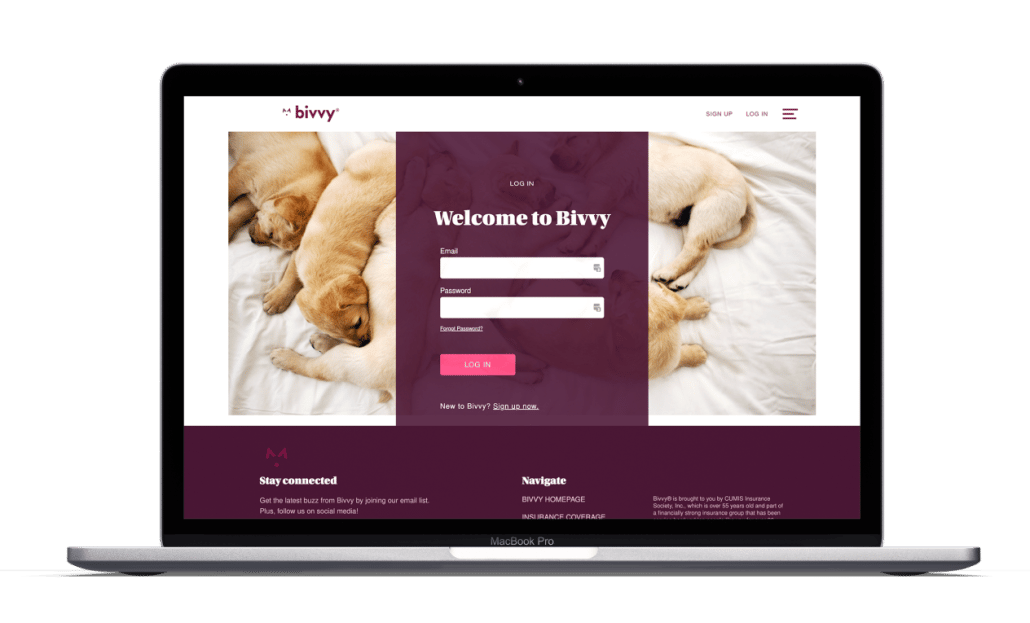 bivvy®
SIGN UP LOG IN
LOG IN
Welcome to Bivvy
Email
Password
Forgot Password?
LOG IN
New to Bivvy? Sign up now.
Stay connected
Get the latest buzz from Bivvy by joining our email list.
Plus, follow us on social media!
Navigate
BIVVY HOMEPAGE
INSURANCE COVERAGE
Bivvy® is brought to you by CUMIS Insurance
Society, Inc., which is over 55 years old and part of
a financially strong insurance group that has been
MacBook Pro